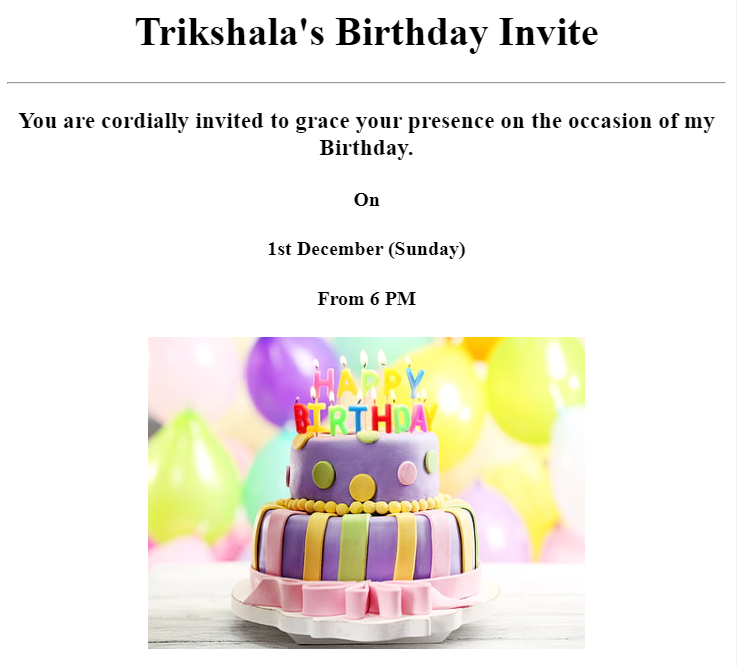 Trikshala's Birthday Invite
You are cordially invited to grace your presence on the occasion of my
Birthday.
On
1st December (Sunday)
From 6 PM
HAPPY
BIRTHDAY